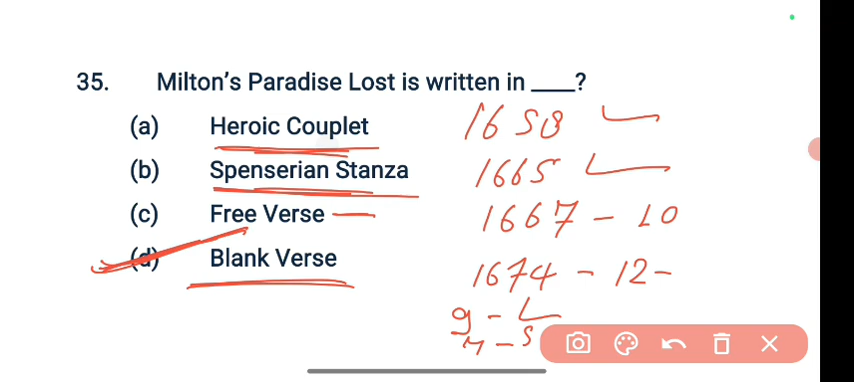 35. Milton's Paradise Lost is written in ____?
(a) Heroic Couplet
(b) Spenserian Stanza
(c) Free Verse
(d) Blank Verse
1658
1665
1667 - 10
1674 - 12 -
9 - L